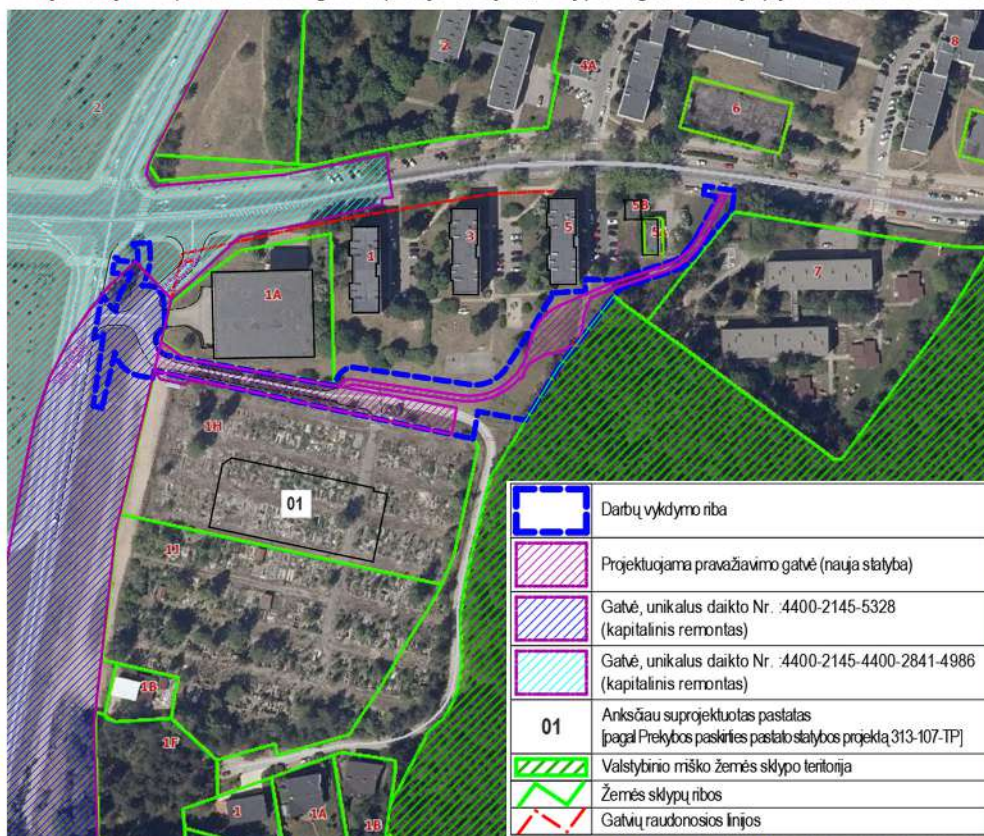 2
2
4A
8
6
5B
1
3
5
7
1A
1H
01
1J
1B
1F
1
1A
1B
Darbų vykdymo riba
Projektuojama pravažiavimo gatvė (nauja statyba)
Gatvė, unikalus daikto Nr. :4400-2145-5328
(kapitalinis remontas)
Gatvė, unikalus daikto Nr. :4400-2145-4400-2841-4986
(kapitalinis remontas)
01
Anksčiau suprojektuotas pastatas
[pagal Prekybos paskirties pastato statybos projektą 313-107-TP]
Valstybinio miško žemės sklypo teritorija
Žemės sklypų ribos
Gatvių raudonosios linijos